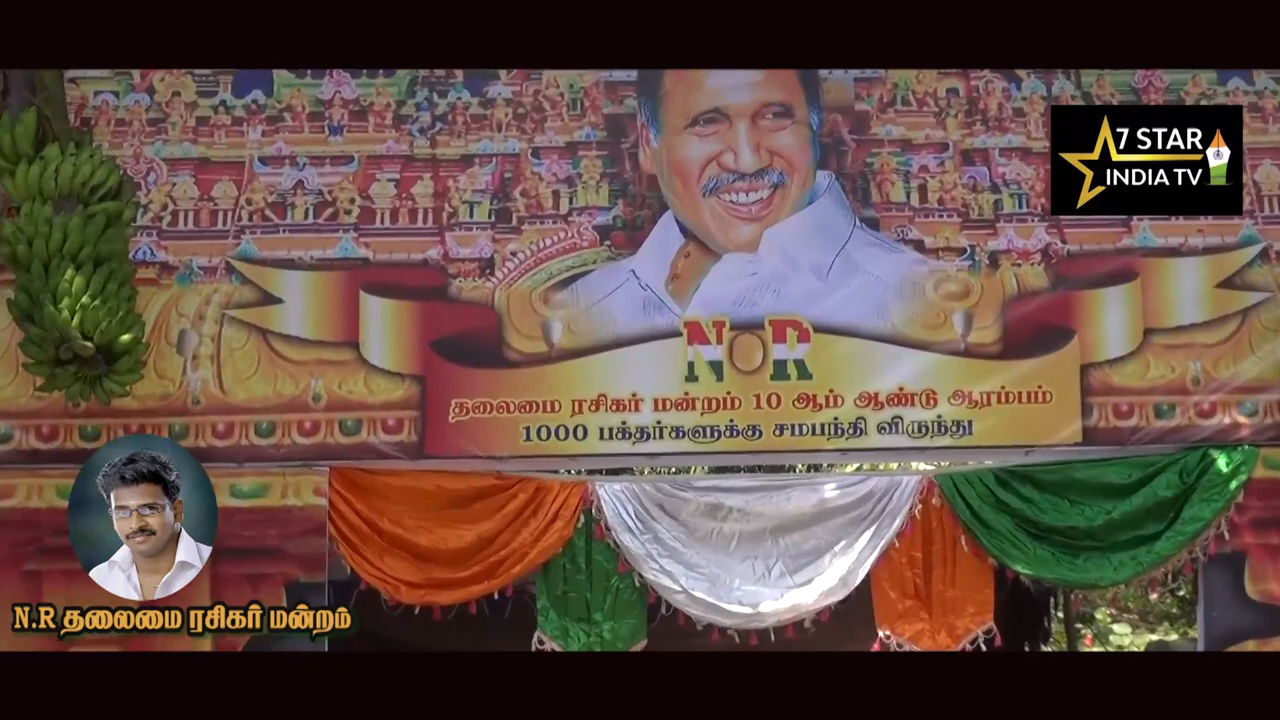 7 STAR
INDIA TV
N R
தலைமை ரசிகர் மன்றம் 10 ஆம் ஆண்டு ஆரம்பம்
1000 பக்தர்களுக்கு சமபந்தி விருந்து
N.R தலைமை ரசிகர் மன்றம்